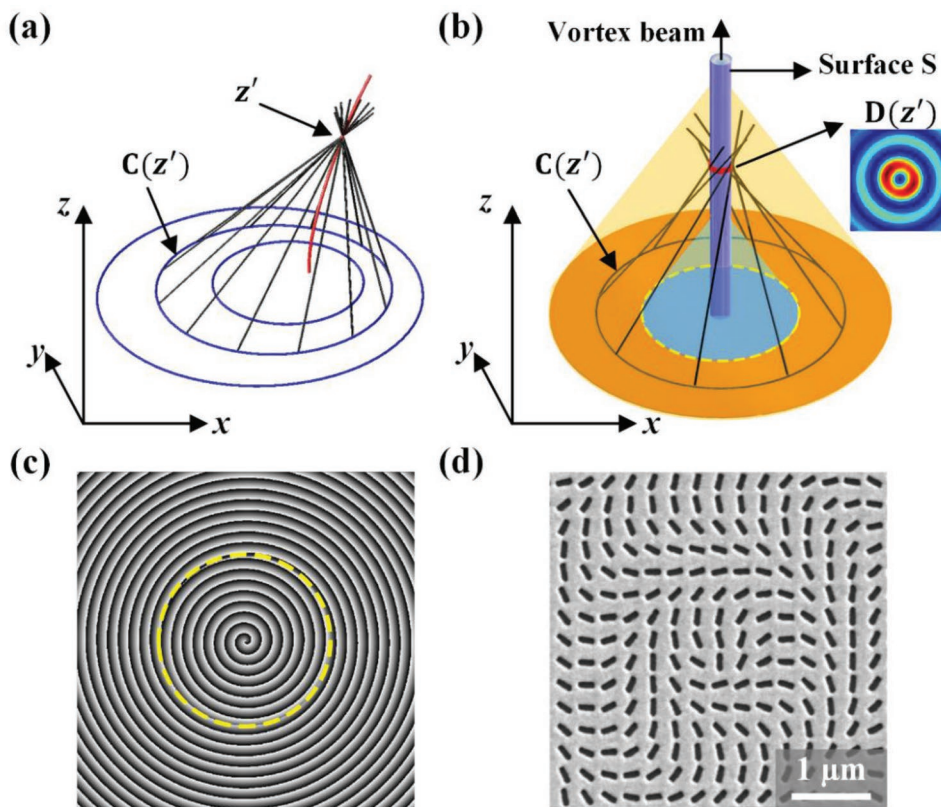 (a)
z′
C(z′)
z
y
x
(b)
Vortex beam
Surface S
D(z′)
C(z′)
z
y
x
(c)
(d)
1 μm